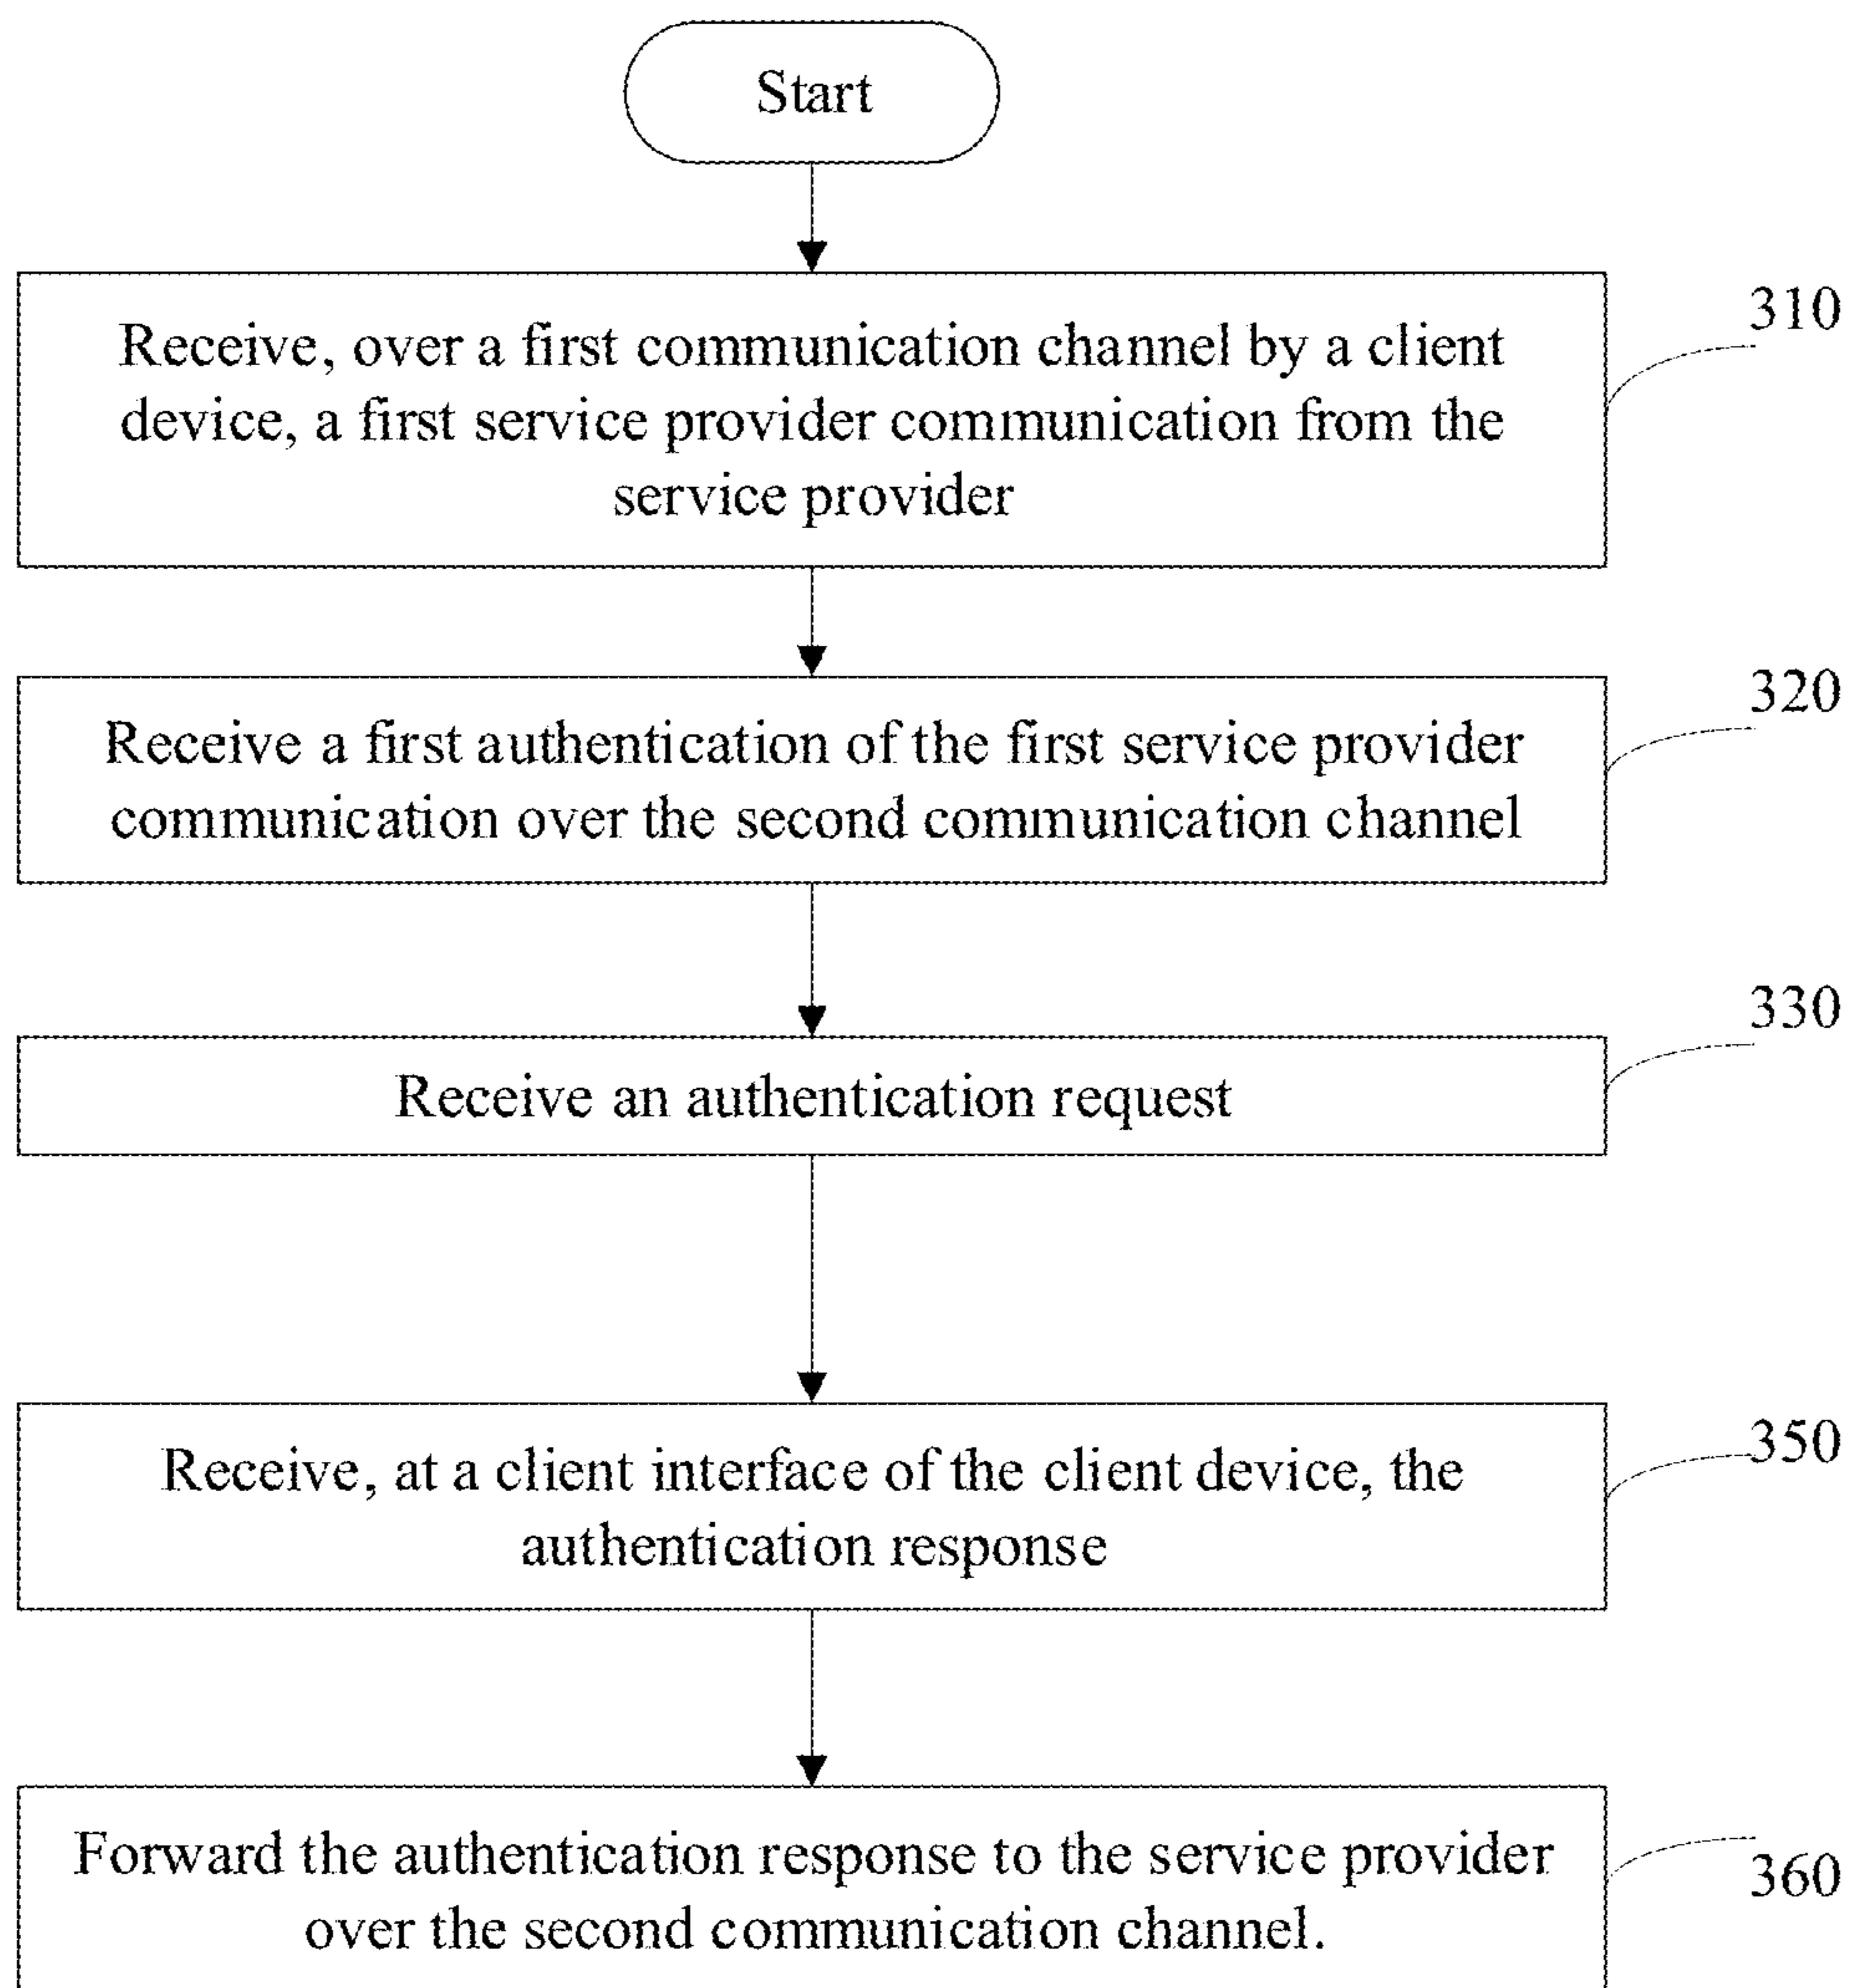 Start
310
Receive, over a first communication channel by a client
device, a first service provider communication from the
service provider
320
Receive a first authentication of the first service provider
communication over the second communication channel
330
Receive an authentication request
350
Receive, at a client interface of the client device, the
authentication response
Forward the authentication response to the service provider
360
over the second communication channel.